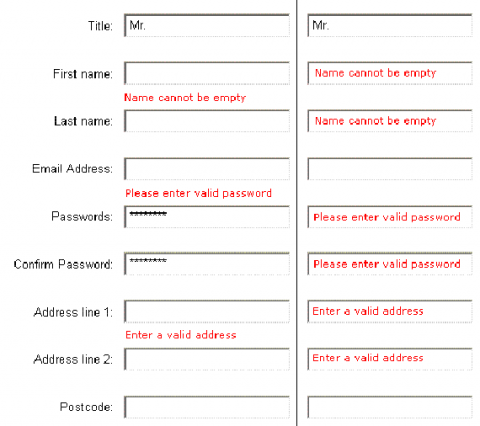 Title: Mr. Mr.
First name: Name cannot be empty
Name cannot be empty
Last name: Name cannot be empty
Email Address:
Please enter valid password
Passwords: ******** Please enter valid password
Confirm Password: ******** Please enter valid password
Address line 1: Enter a valid address
Enter a valid address
Address line 2: Enter a valid address
Postcode: